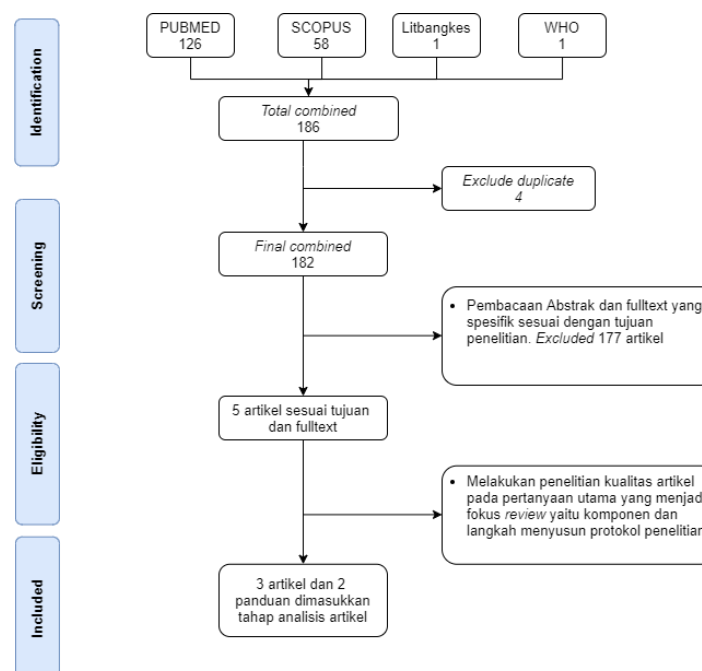 PUBMED
126
SCOPUS
58
Litbangkes
1
WHO
1
Identification
Total combined
186
Exclude duplicate
4
Screening
Final combined
182
Pembacaan Abstrak dan fulltext yang
spesifik sesuai dengan tujuan
penelitian. Excluded 177 artikel
Eligibility
5 artikel sesuai tujuan
dan fulltext
Melakukan penelitian kualitas artikel
pada pertanyaan utama yang menjad
fokus review yaitu komponen dan
langkah menyusun protokol penelitian
Included
3 artikel dan 2
panduan dimasukkan
tahap analisis artikel